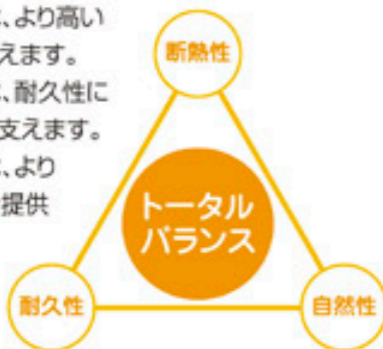 、より高い
えます。
、耐久性に
支えます。
、より
提供
断熱性
トータル
バランス
耐久性
自然性